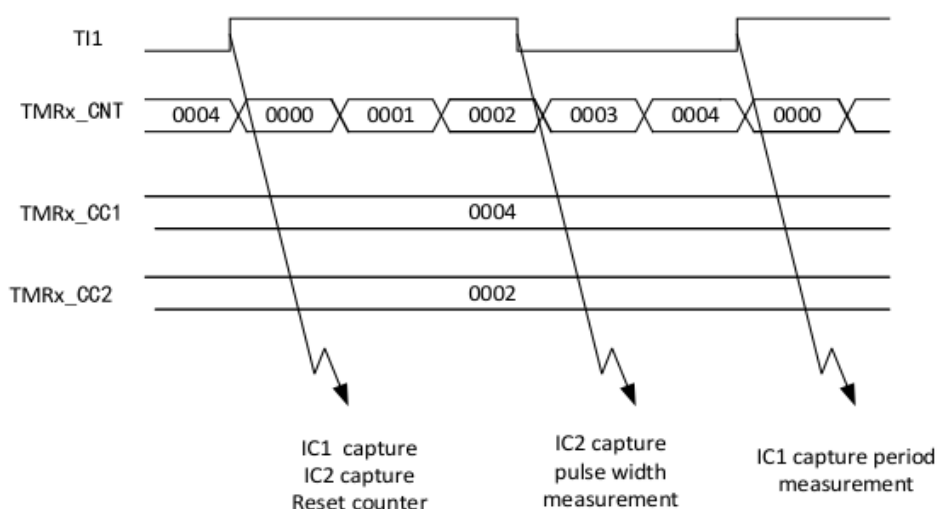 TI1
TMRx_CNT
0004 0000 0001 0002 0003 0004 0000
TMRx_CC1
0004
TMRx_CC2
0002
IC1 capture
IC2 capture
Reset counter
IC2 capture
pulse width
measurement
IC1 capture period
measurement